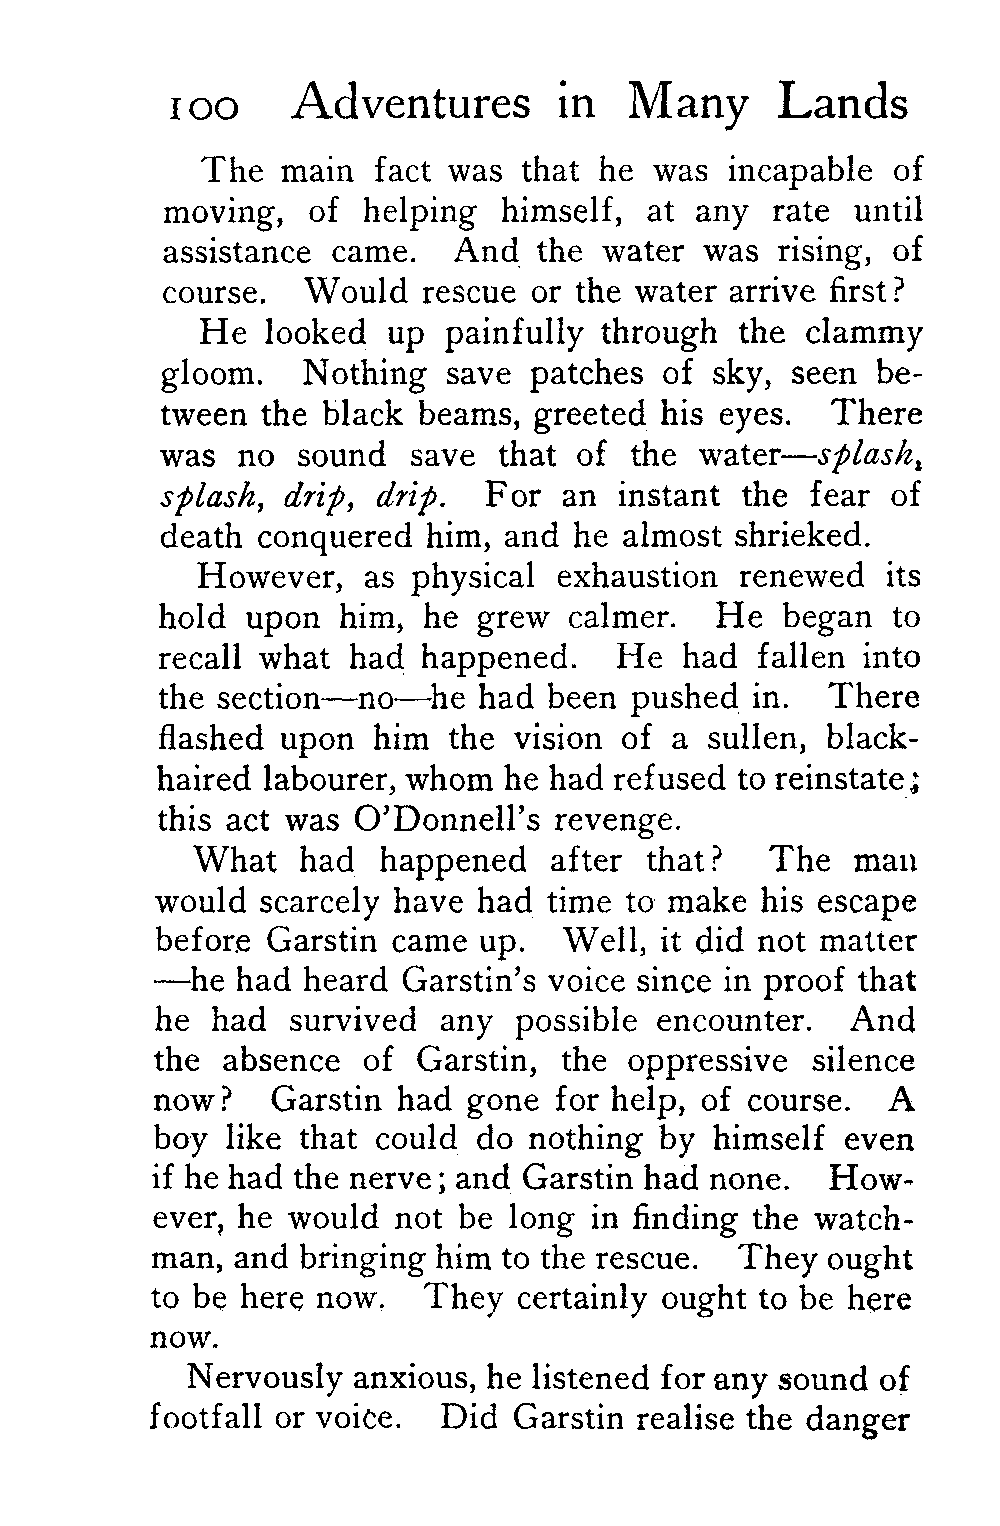 100 Adventures in Many Lands
The main fact was that he was incapable of
moving, of helping himself, at any rate until
assistance came. And the water was rising, of
course. Would rescue or the water arrive first?
He looked up painfully through the clammy
gloom. Nothing save patches of sky, seen be-
tween the black beams, greeted his eyes. There
was no sound save that of the water—splash,
splash, drip, drip. For an instant the fear of
death conquered him, and he almost shrieked.
However, as physical exhaustion renewed its
hold upon him, he grew calmer. He began to
recall what had happened. He had fallen into
the section—no—he had been pushed in. There
flashed upon him the vision of a sullen, black-
haired labourer, whom he had refused to reinstate;
this act was O'Donnell's revenge.
What had happened after that? The man
would scarcely have had time to make his escape
before Garstin came up. Well, it did not matter
—he had heard Garstin's voice since in proof that
he had survived any possible encounter. And
the absence of Garstin, the oppressive silence
now? Garstin had gone for help, of course. A
boy like that could do nothing by himself even
if he had the nerve; and Garstin had none. How-
ever, he would not be long in finding the watch-
man, and bringing him to the rescue. They ought
to be here now. They certainly ought to be here
now.
Nervously anxious, he listened for any sound of
footfall or voice. Did Garstin realise the danger